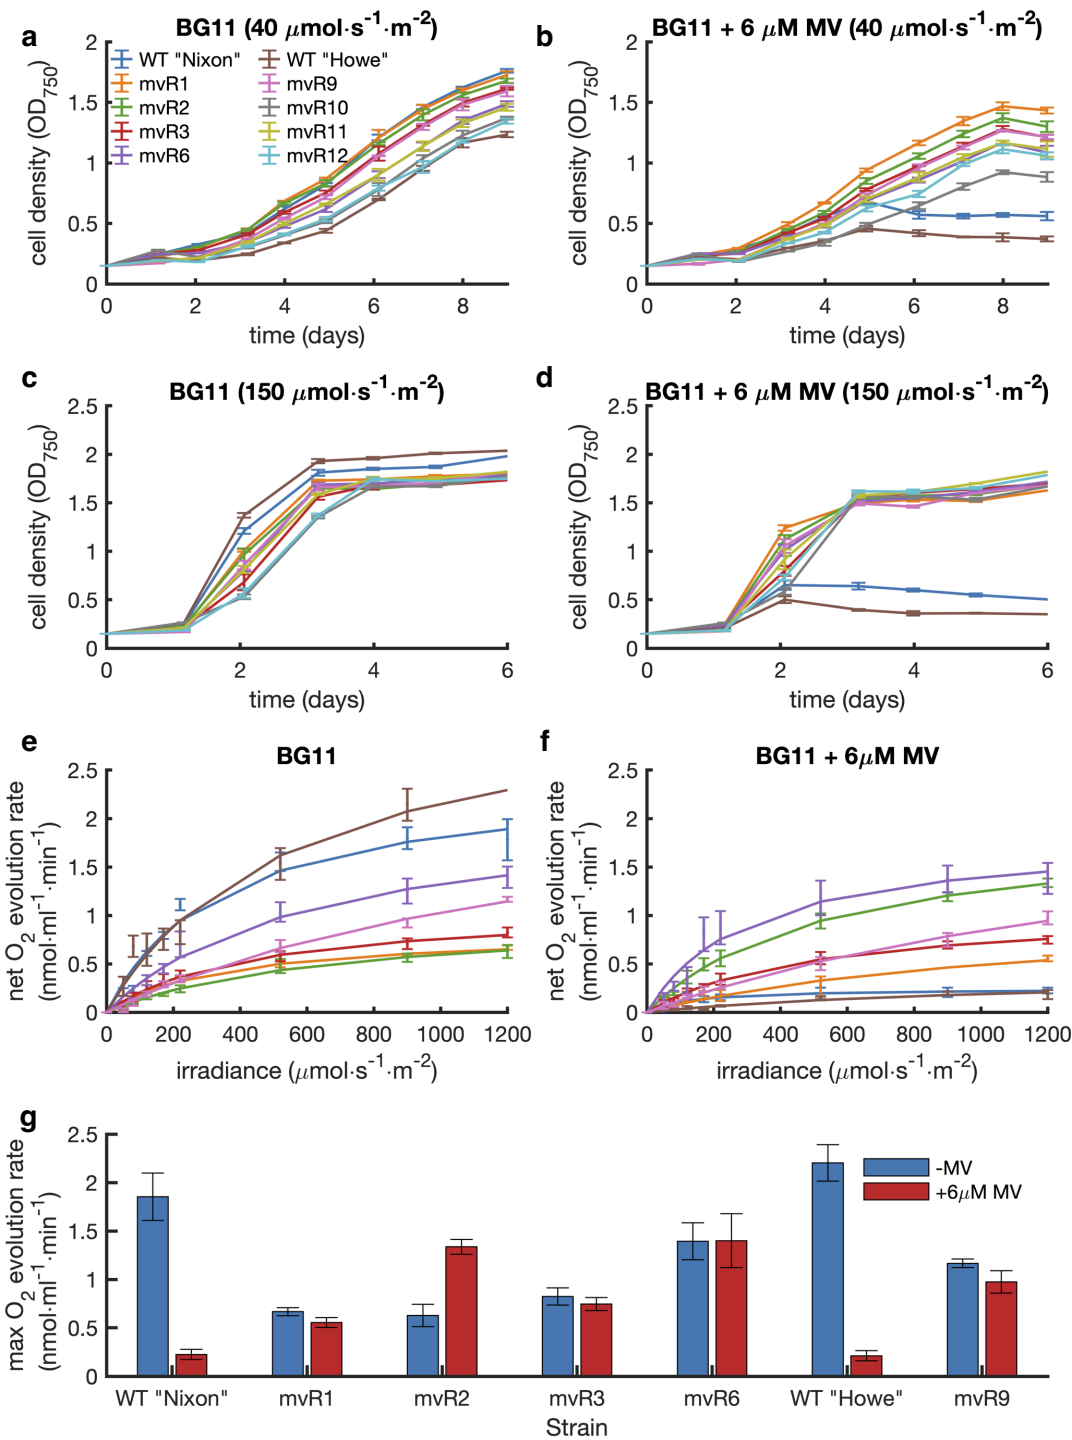 a
BG11 (40 μmol·s-1·m-2)
2
1.5
1
0.5
0
cell density (OD750)
WT "Nixon"
mvR1
mvR2
mvR3
mvR6
WT "Howe"
mvR9
mvR10
mvR11
mvR12
0 2 4 6 8
time (days)
b
BG11 + 6 μM MV (40 μmol·s-1·m-2)
2
1.5
1
0.5
0
cell density (OD750)
0 2 4 6 8
time (days)
c
BG11 (150 μmol·s-1·m-2)
2.5
2
1.5
1
0.5
0
cell density (OD750)
0 2 4 6
time (days)
d
BG11 + 6 μM MV (150 μmol·s-1·m-2)
2.5
2
1.5
1
0.5
0
cell density (OD750)
0 2 4 6
time (days)
e
BG11
2.5
2
1.5
1
0.5
0
net O2 evolution rate
(nmol·ml-1·min-1)
0 200 400 600 800 1000 1200
irradiance (μmol·s-1·m-2)
f
BG11 + 6μM MV
2.5
2
1.5
1
0.5
0
net O2 evolution rate
(nmol·ml-1·min-1)
0 200 400 600 800 1000 1200
irradiance (μmol·s-1·m-2)
g
2.5
2
1.5
1
0.5
0
max O2 evolution rate
(nmol·ml-1·min-1)
-MV
+6μM MV
WT "Nixon" mvR1 mvR2 mvR3 mvR6 WT "Howe" mvR9
Strain